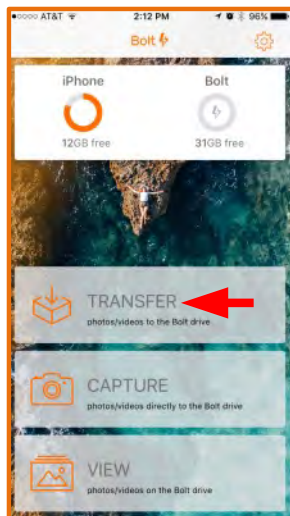 AT&T 2:12 PM 96%
Bolt
iPhone Bolt
12GB free 31GB free
TRANSFER
photos/videos to the Bolt drive
CAPTURE
photos/videos directly to the Bolt drive
VIEW
photos/videos on the Bolt drive